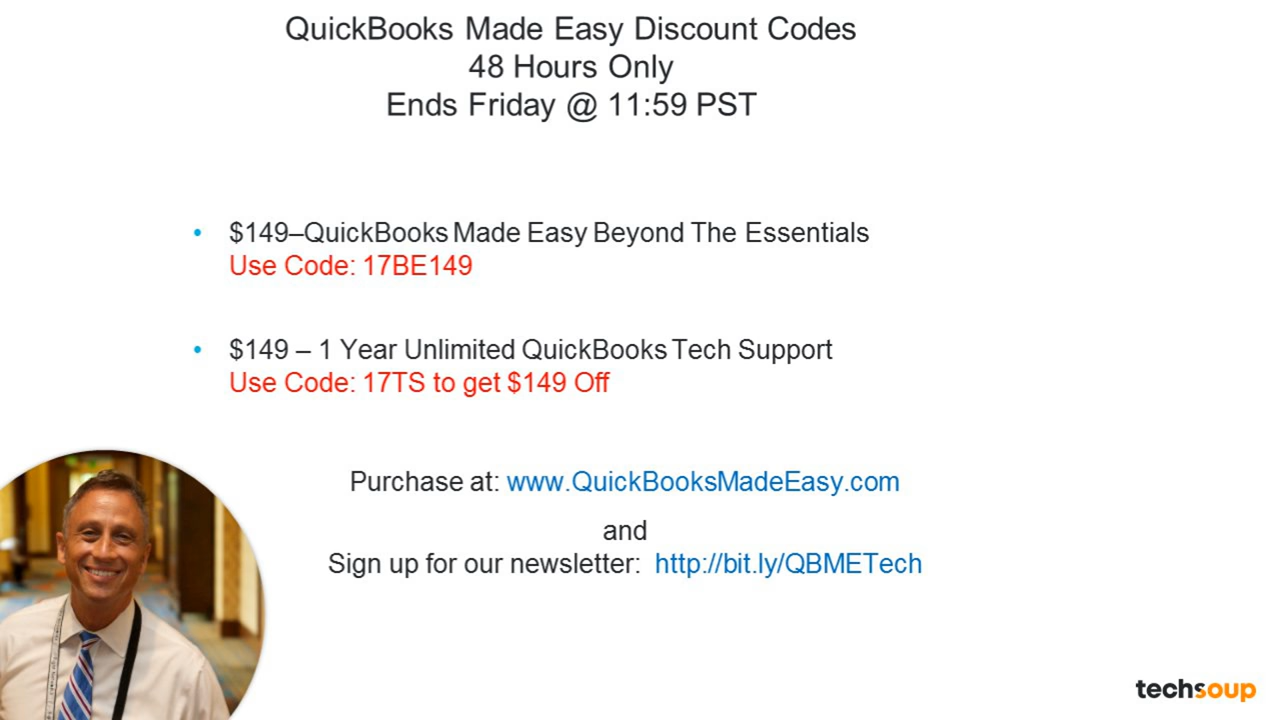 QuickBooks Made Easy Discount Codes
48 Hours Only
Ends Friday @ 11:59 PST
• $149–QuickBooks Made Easy Beyond The Essentials
Use Code: 17BE149
• $149 – 1 Year Unlimited QuickBooks Tech Support
Use Code: 17TS to get $149 Off
Purchase at: www.QuickBooksMadeEasy.com
and
Sign up for our newsletter: http://bit.ly/QBMETech
techsoup